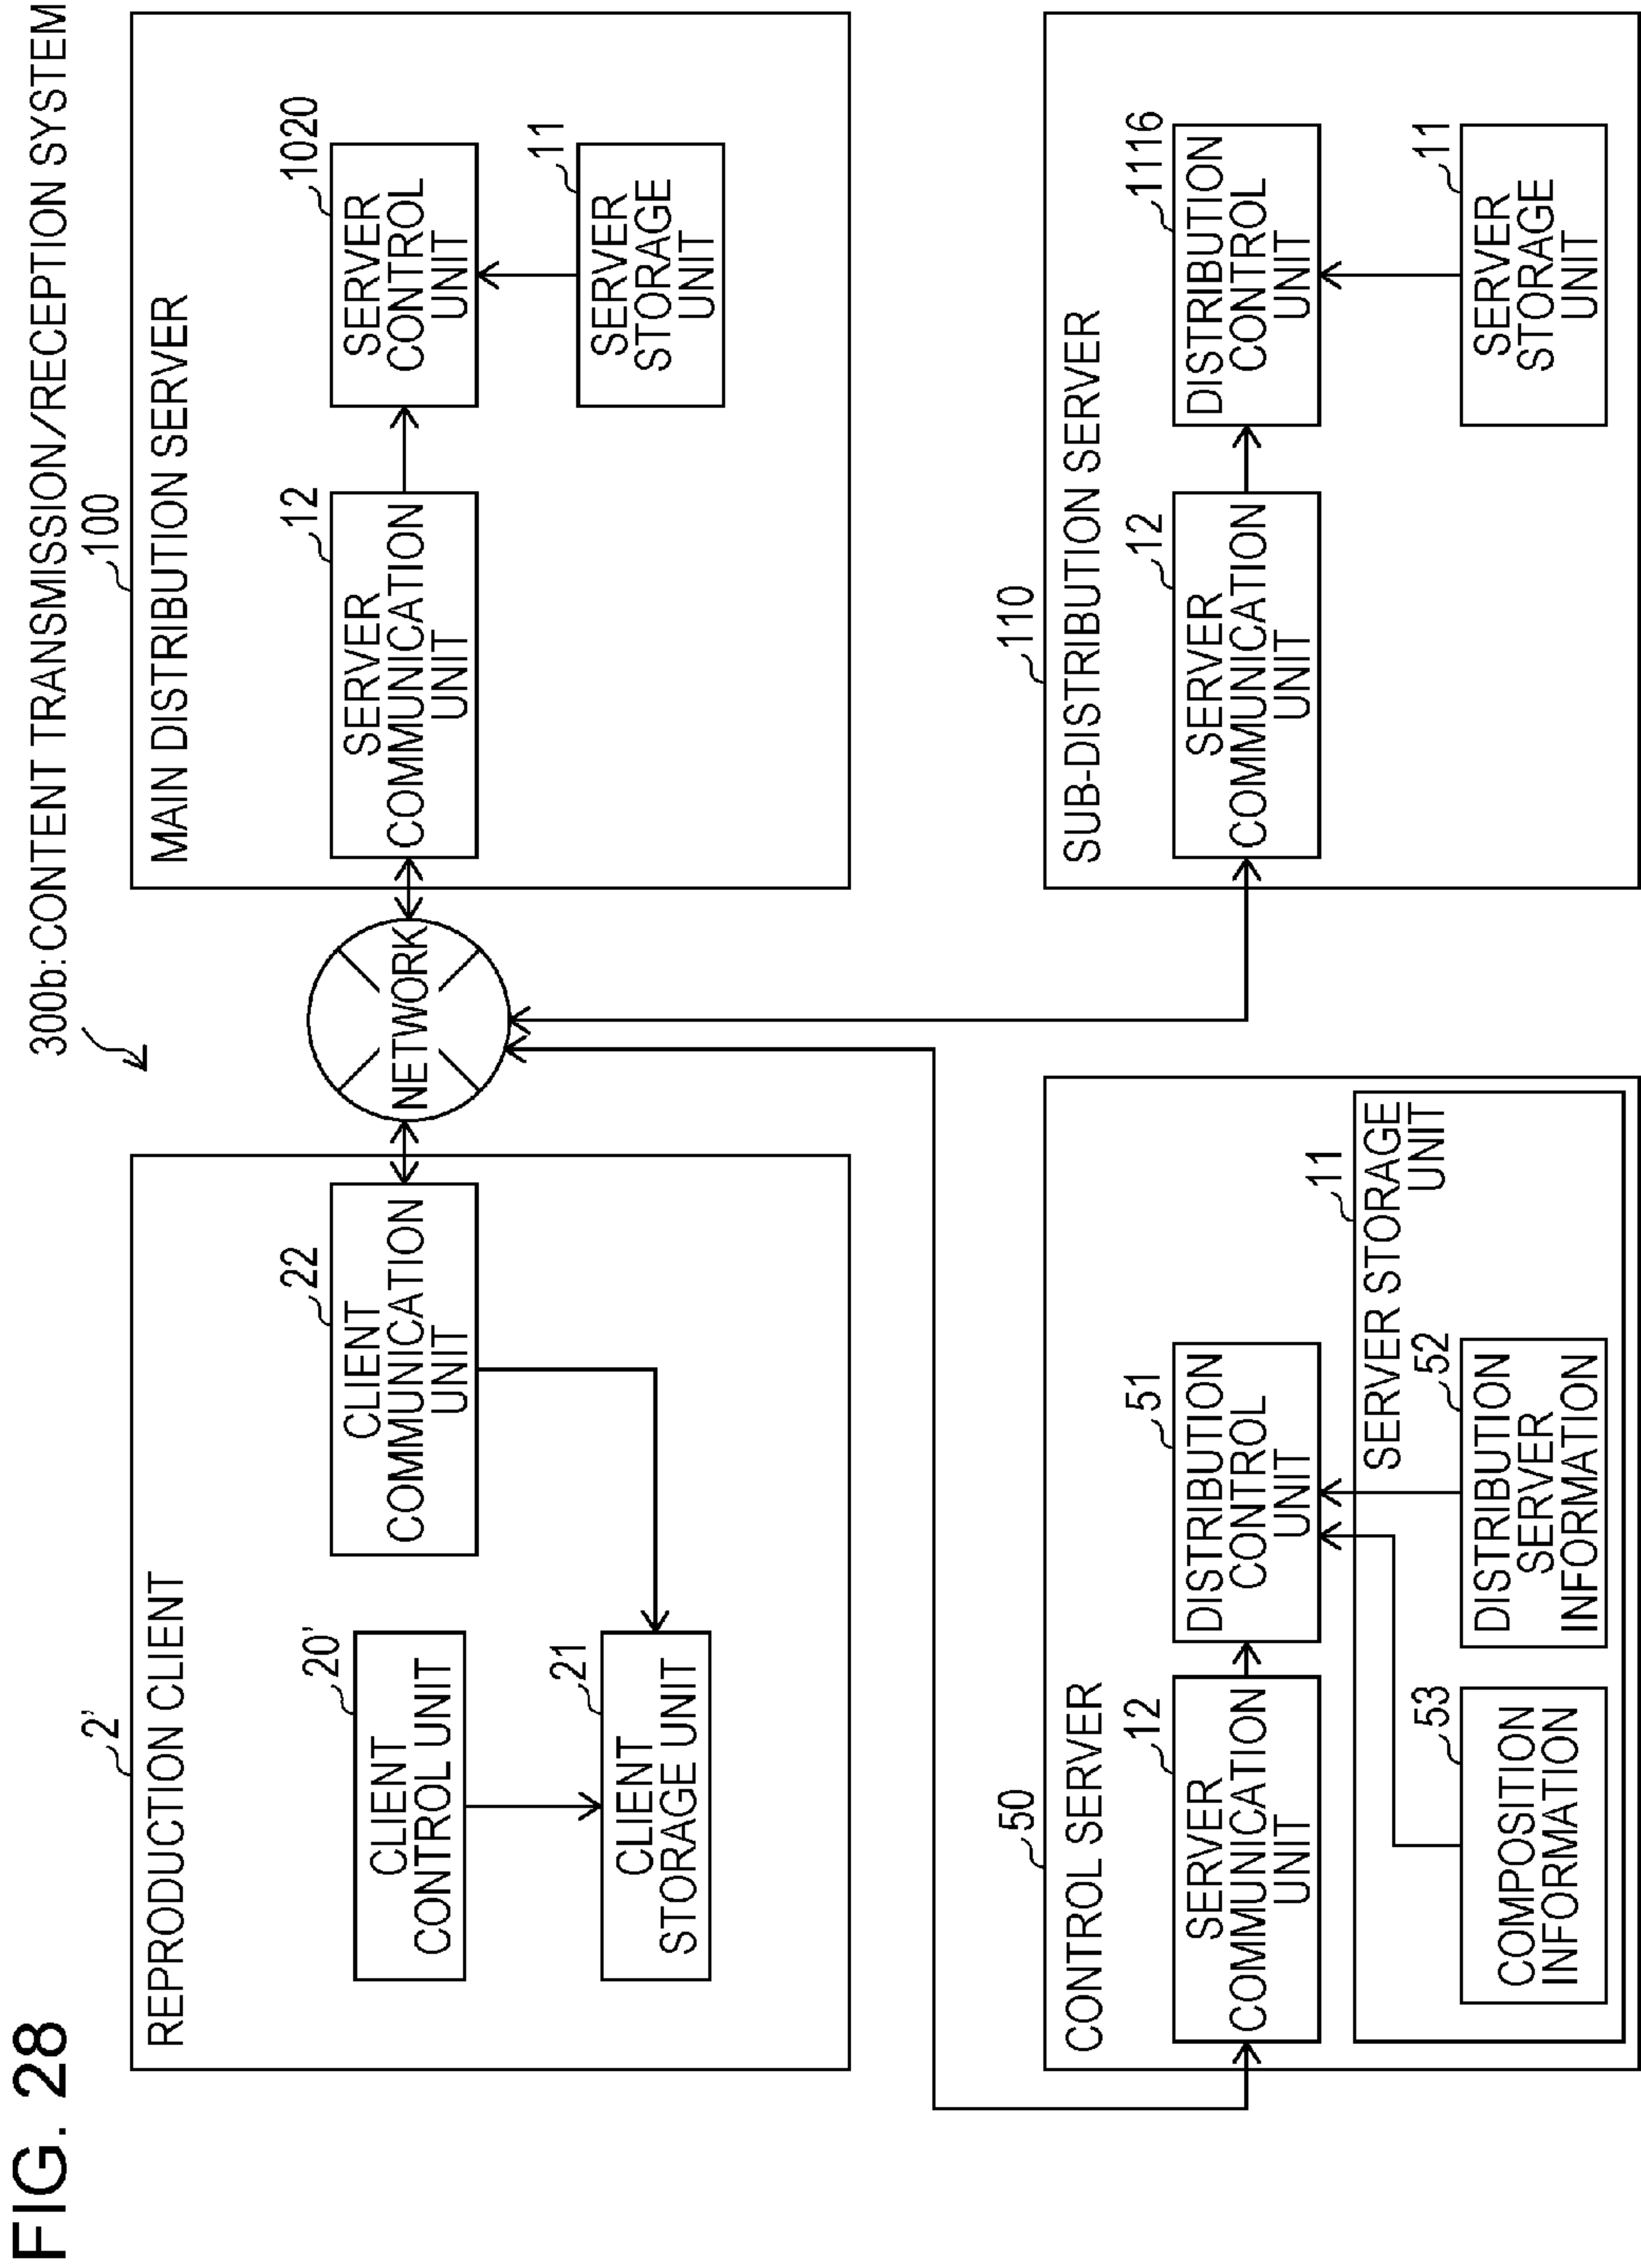 FIG. 28
300b:CONTENT TRANSMISSION/RECEPTION SYSTEM
2'
REPRODUCTION CLIENT
20'
CLIENT
CONTROL UNIT
21
CLIENT
STORAGE UNIT
22
CLIENT
COMMUNICATION
UNIT
NETWORK
100
MAIN DISTRIBUTION SERVER
12
SERVER
COMMUNICATION
UNIT
1020
SERVER
CONTROL
UNIT
11
SERVER
STORAGE
UNIT
50
CONTROL SERVER
12
SERVER
COMMUNICATION
UNIT
51
DISTRIBUTION
CONTROL
UNIT
11
SERVER STORAGE
UNIT
53
COMPOSITION
INFORMATION
52
DISTRIBUTION
SERVER
INFORMATION
110
SUB-DISTRIBUTION SERVER
12
SERVER
COMMUNICATION
UNIT
1116
DISTRIBUTION
CONTROL
UNIT
11
SERVER
STORAGE
UNIT